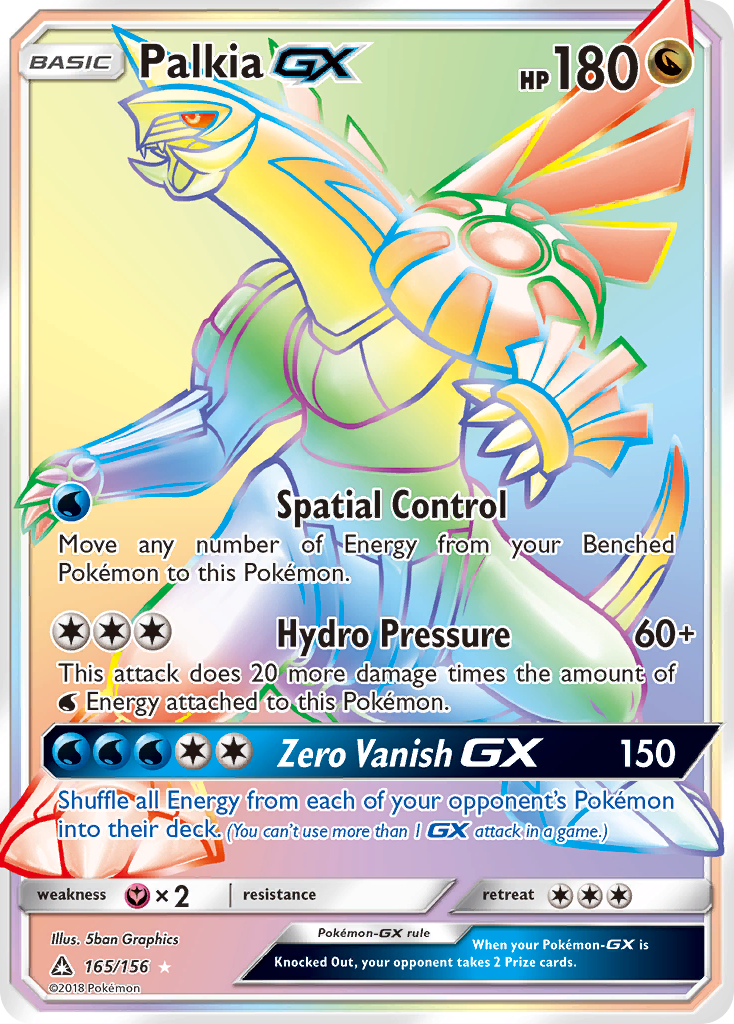 BASIC Palkia GX HP 180
Spatial Control
Move any number of Energy from your Benched
Pokémon to this Pokémon.
Hydro Pressure 60+
This attack does 20 more damage times the amount of
Energy attached to this Pokémon.
Zero Vanish GX 150
Shuffle all Energy from each of your opponent's Pokémon
into their deck. (You can't use more than 1 GX attack in a game.)
weakness ×2 resistance retreat
Illus. 5ban Graphics
Pokémon-GX rule
When your Pokémon-GX is
Knocked Out, your opponent takes 2 Prize cards.
165/156
©2018 Pokémon